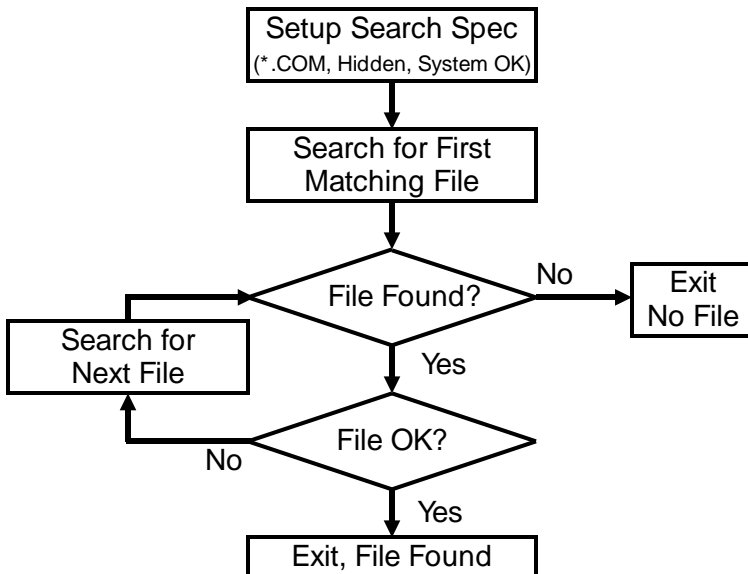 Setup Search Spec
(*.COM, Hidden, System OK)
Search for First
Matching File
File Found?
No
Exit
No File
Search for
Next File
Yes
File OK?
No
Yes
Exit, File Found